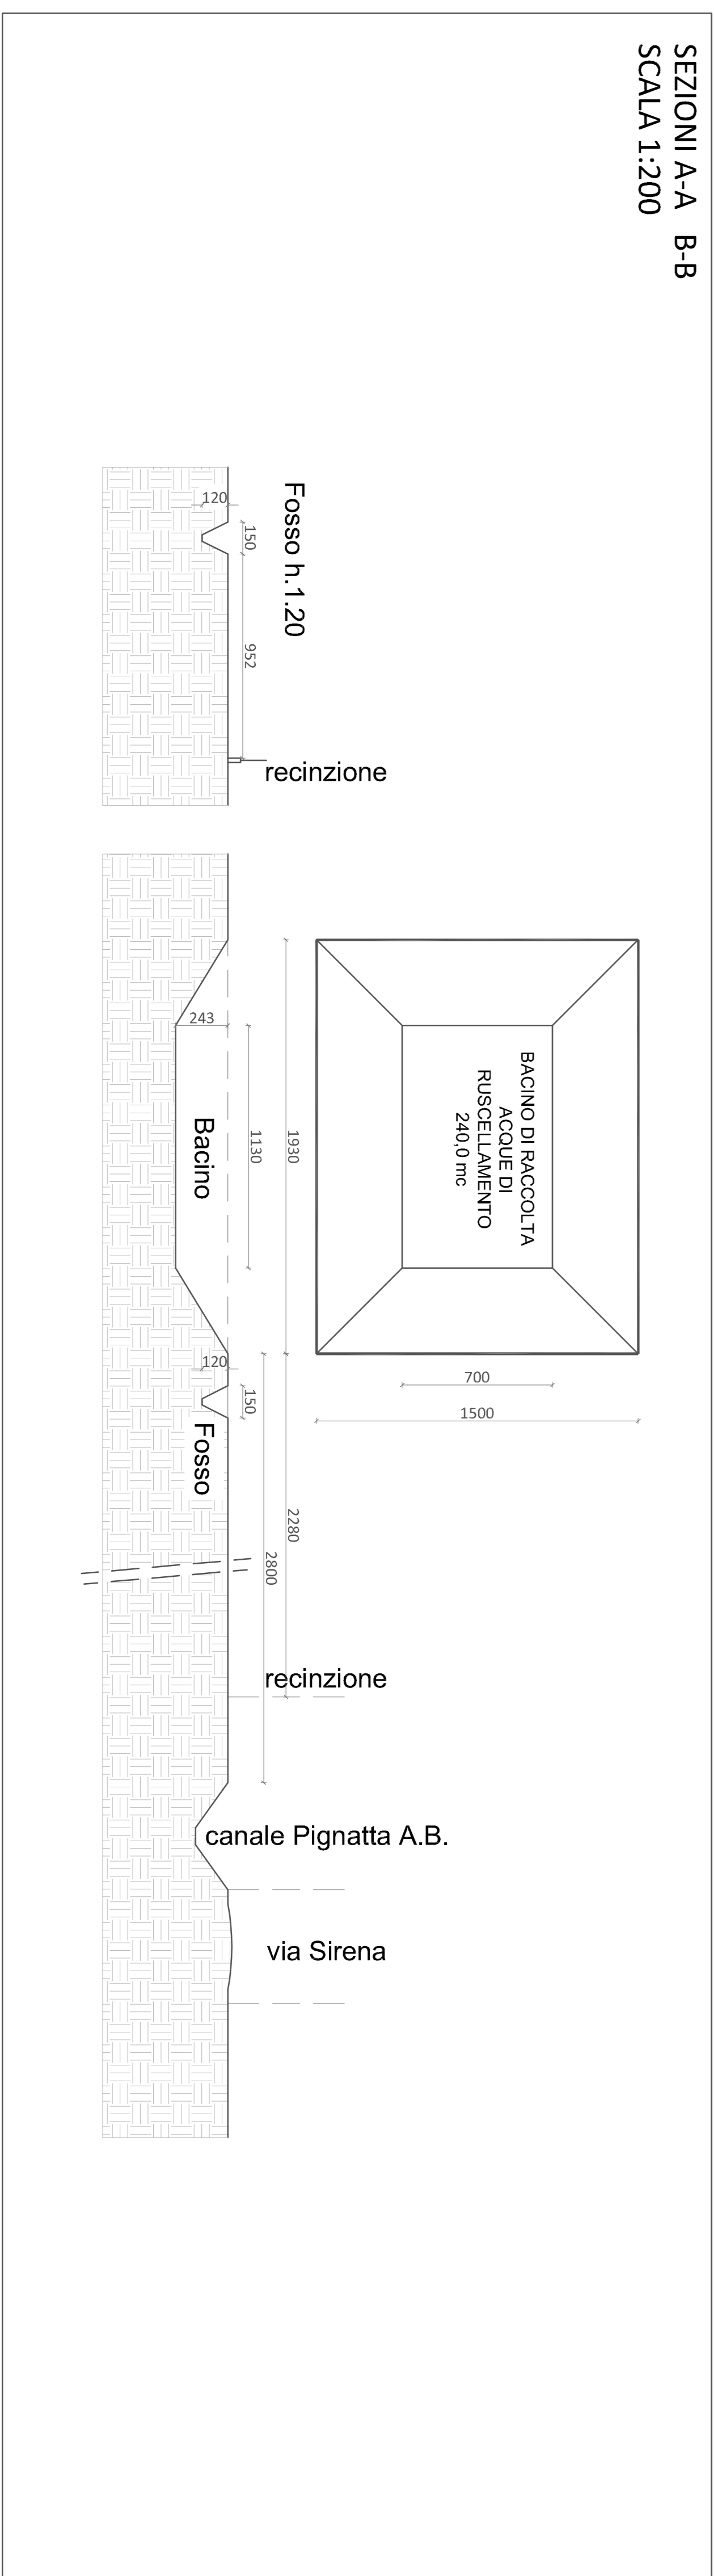 SEZIONI A-A B-B
SCALA 1:200
Fosso h.1.20
120
150
952
recinzione
BACINO DI RACCOLTA
ACQUE DI
RUSCELLAMENTO
240,0 mc
700
1500
1930
1130
243
Bacino
120
150
Fosso
2280
2800
recinzione
canale Pignatta A.B.
via Sirena